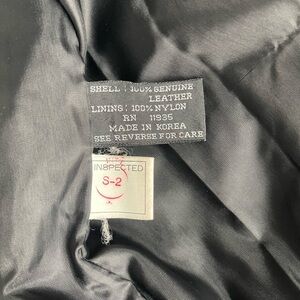 SHELL : 100% GENUINE
LEATHER
LINING : 100% NYLON
RN 11935
MADE IN KOREA
SEE REVERSE FOR CARE
INSPECTED
S-2